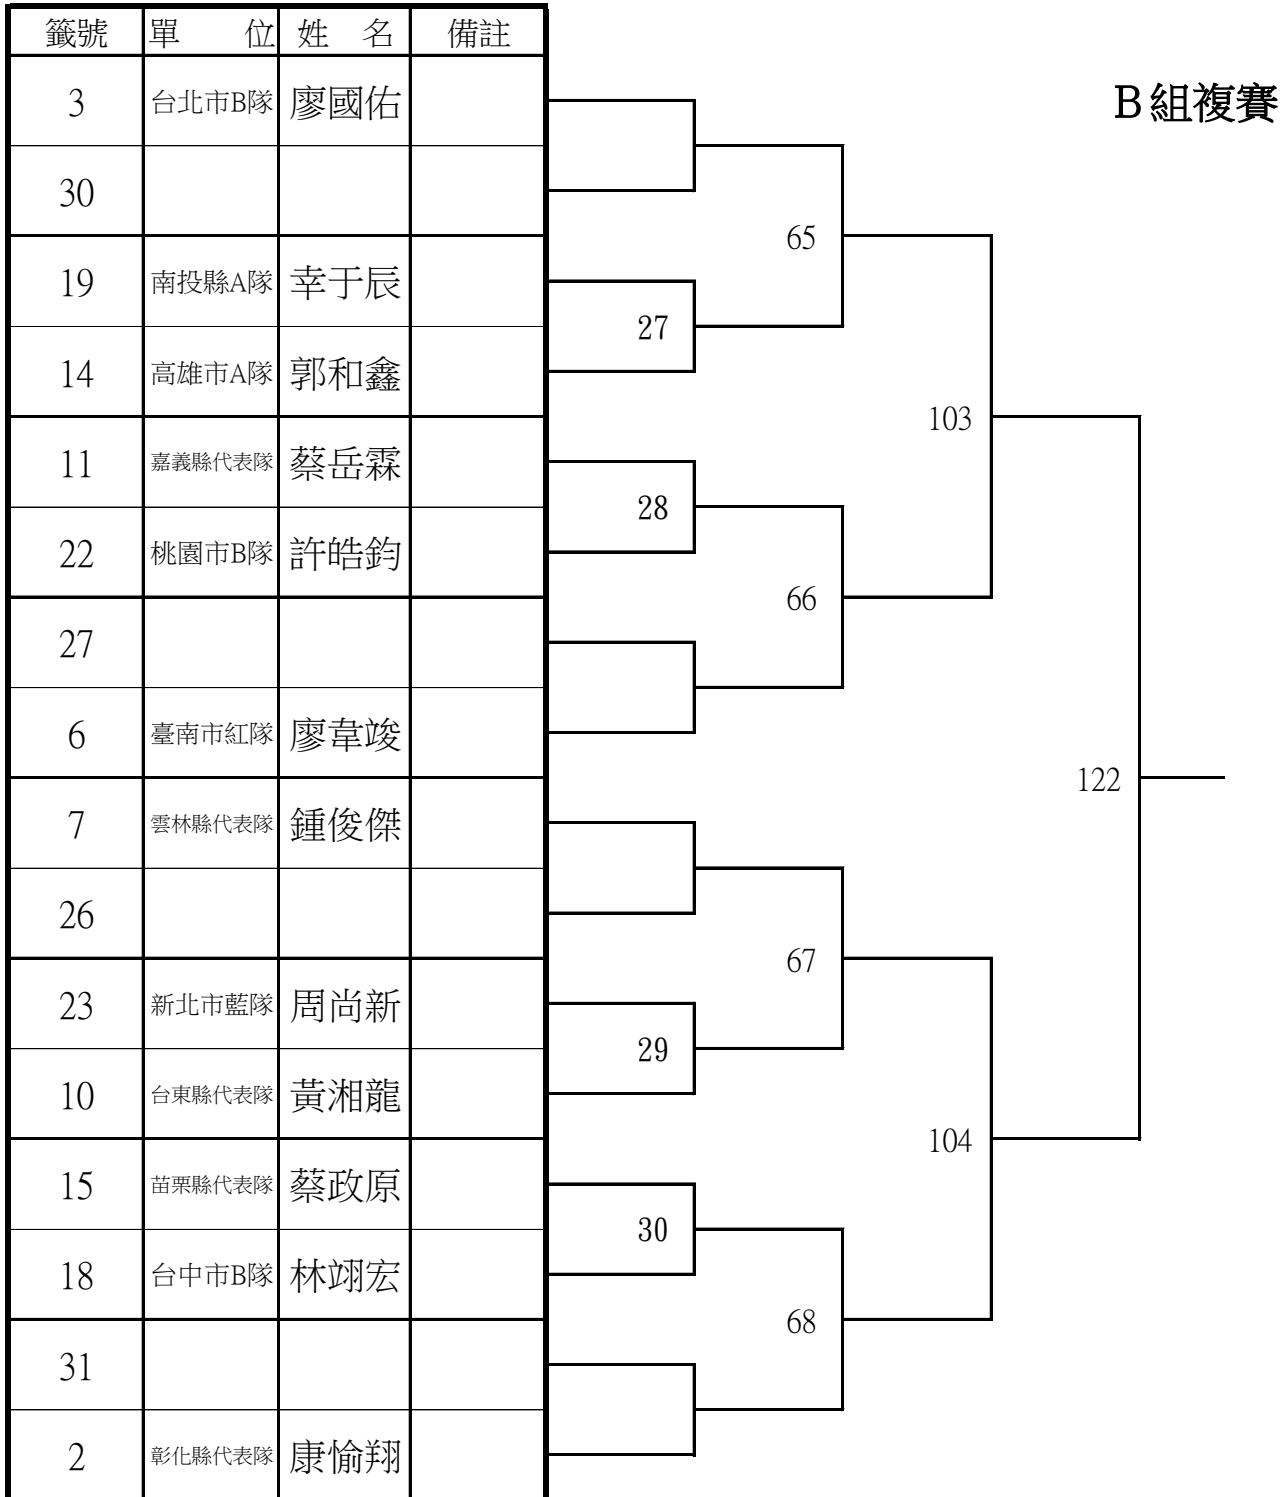 籤號 單 位 姓 名 備註
3 台北市B隊 廖國佑
B組複賽
30
65
19 南投縣A隊 幸于辰
27
14 高雄市A隊 郭和鑫
103
11 嘉義縣代表隊 蔡岳霖
28
22 桃園市B隊 許皓鈞
66
27
6 臺南市紅隊 廖韋竣
122
7 雲林縣代表隊 鍾俊傑
26
67
23 新北市藍隊 周尚新
29
10 台東縣代表隊 黃湘龍
104
15 苗栗縣代表隊 蔡政原
30
18 台中市B隊 林翊宏
68
31
2 彰化縣代表隊 康愉翔